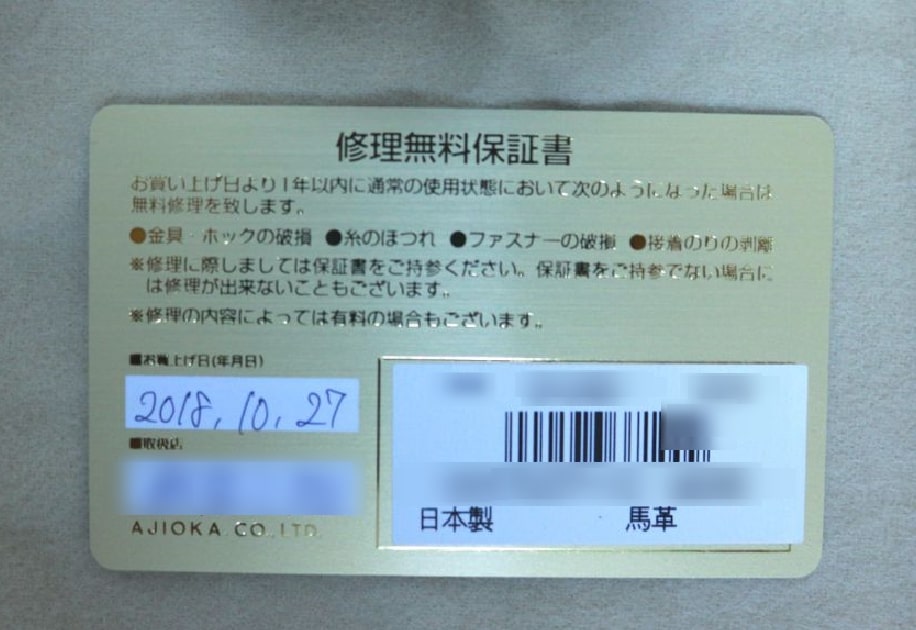 修理無料保証書
お買い上げ日より1年以内に通常の使用状態において次のようになった場合は
無料修理を致します。
●金具・ホックの破損 ●糸のほつれ ●ファスナーの破損 ●接着のりの剥離
※修理に際しましては保証書をご持参ください。保証書をご持参でない場合に
は修理が出来ないこともございます。
※修理の内容によっては有料の場合もございます。
■お買上げ日(年月日)
2018.10.27
■取扱店
AJIOKA CO.,LTD.
日本製 馬革